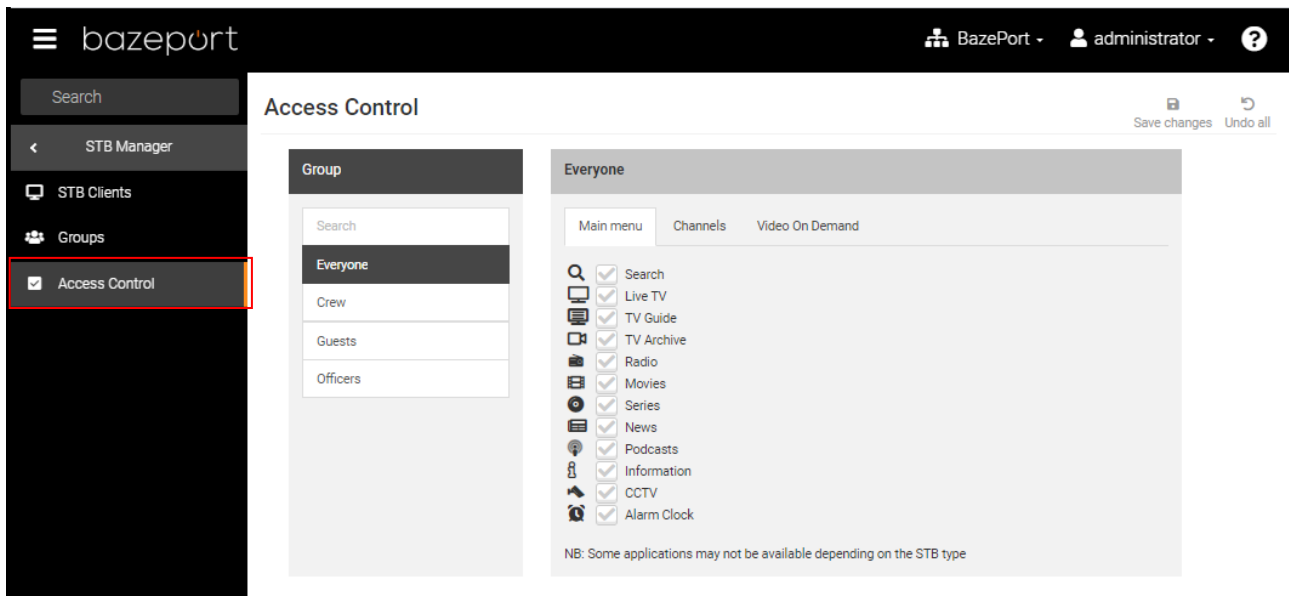 bazeport
BazePort
administrator
Search
STB Manager
STB Clients
Groups
Access Control
Access Control
Save changes
Undo all
Group
Search
Everyone
Crew
Guests
Officers
Everyone
Main menu
Channels
Video On Demand
Search
Live TV
TV Guide
TV Archive
Radio
Movies
Series
News
Podcasts
Information
CCTV
Alarm Clock
NB: Some applications may not be available depending on the STB type